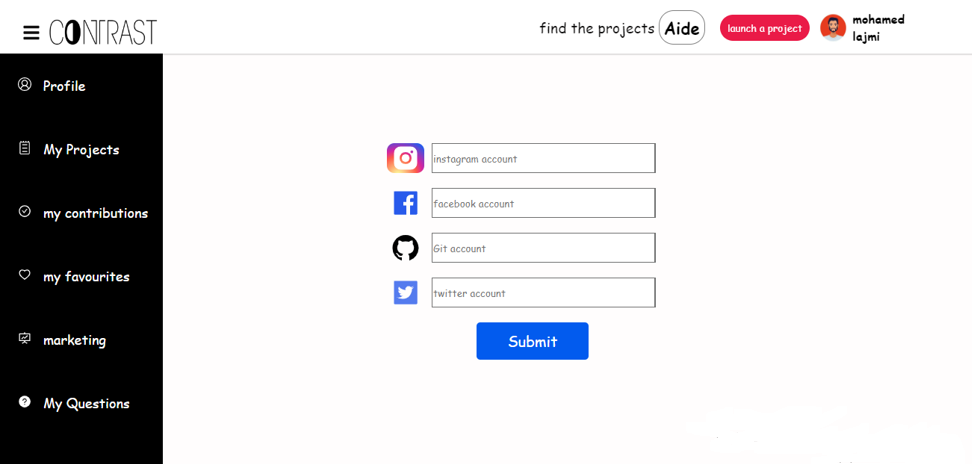 CONTRAST
find the projects
Aide
launch a project
mohamed
lajmi
Profile
My Projects
my contributions
my favourites
marketing
My Questions
instagram account
facebook account
Git account
twitter account
Submit